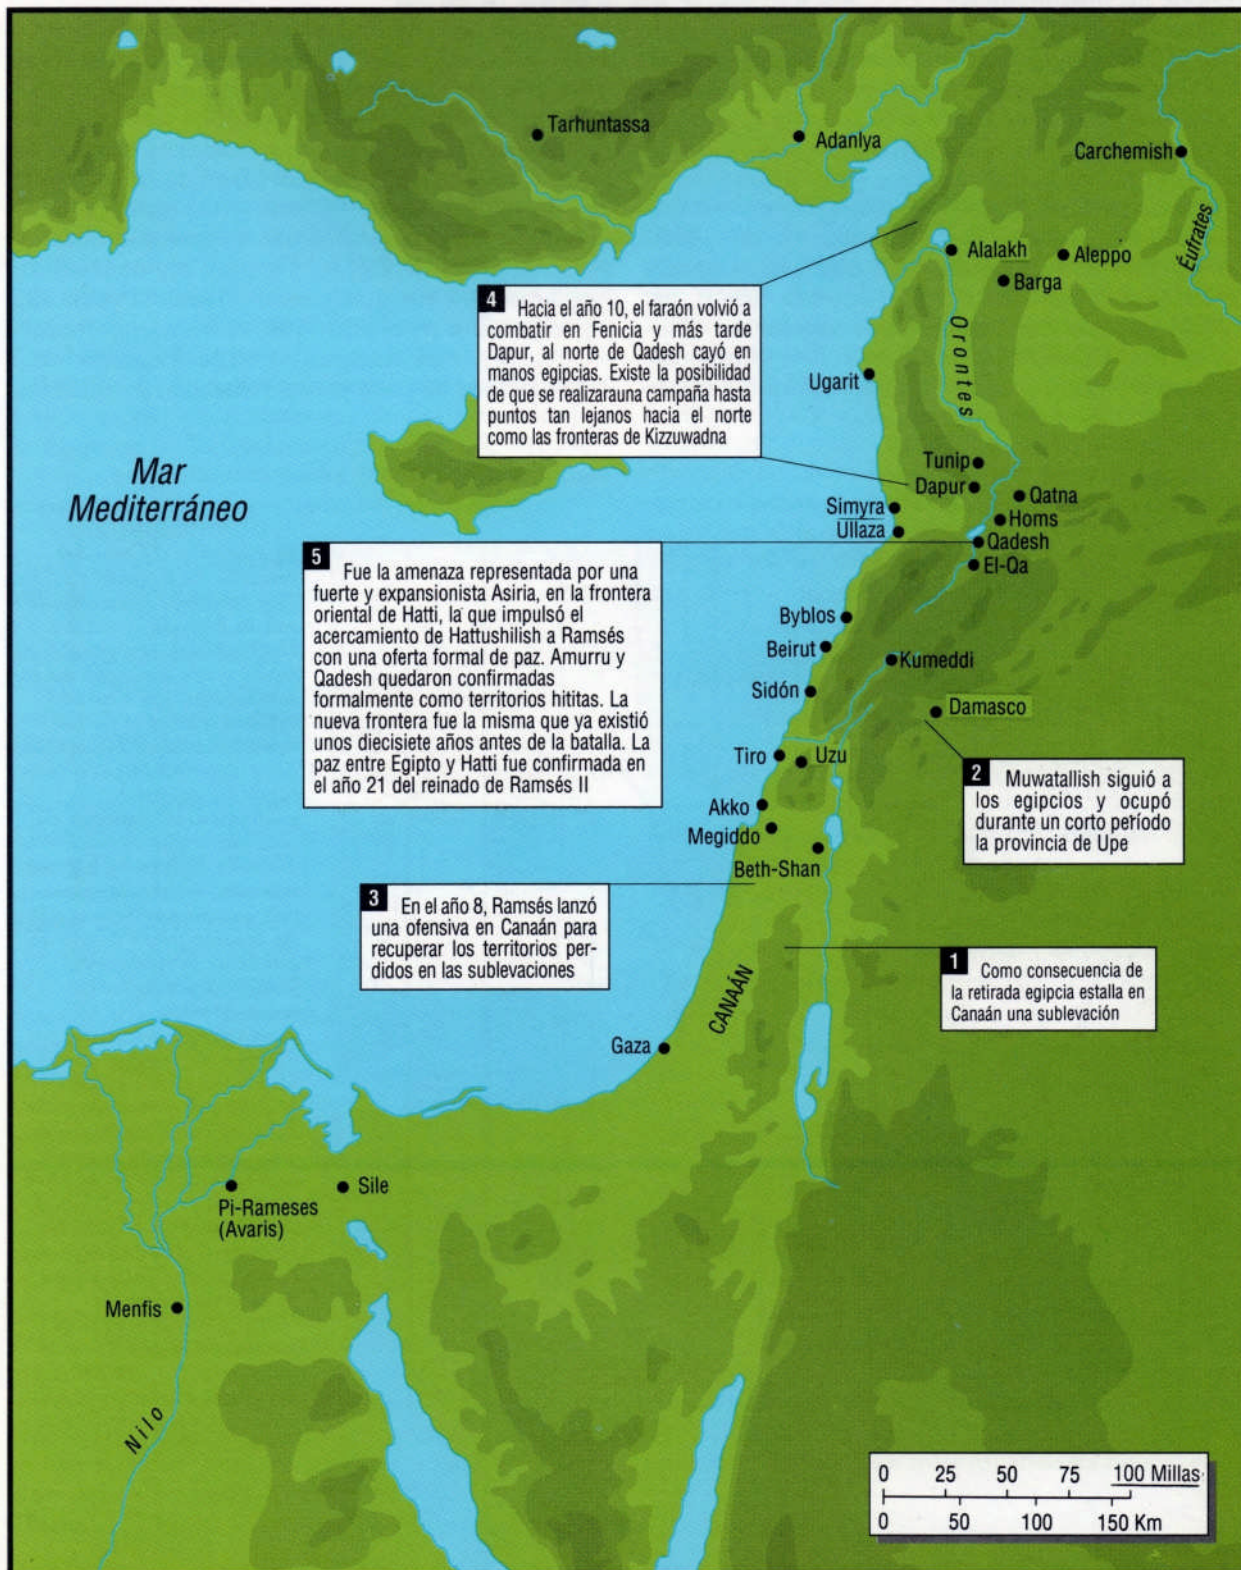 Tarhuntassa
Adanlya
Carchemish
Éufrates
Alalakh
Aleppo
Barga
Orontes
4 Hacia el año 10, el faraón volvió a
combatir en Fenicia y más tarde
Dapur, al norte de Qadesh cayó en
manos egipcias. Existe la posibilidad
de que se realizarauna campaña hasta
puntos tan lejanos hacia el norte
como las fronteras de Kizzuwadna
Ugarit
Mar
Mediterráneo
Tunip
Dapur
Qatna
Simyra
Homs
Ullaza
Qadesh
El-Qa
5 Fue la amenaza representada por una
fuerte y expansionista Asiria, en la frontera
oriental de Hatti, la que impulsó el
acercamiento de Hattushilish a Ramsés
con una oferta formal de paz. Amurru y
Qadesh quedaron confirmadas
formalmente como territorios hititas. La
nueva frontera fue la misma que ya existió
unos diecisiete años antes de la batalla. La
paz entre Egipto y Hatti fue confirmada en
el año 21 del reinado de Ramsés II
Byblos
Beirut
Kumeddi
Sidón
Damasco
Tiro
Uzu
2 Muwatallish siguió a
los egipcios y ocupó
durante un corto período
la provincia de Upe
Akko
Megiddo
Beth-Shan
3 En el año 8, Ramsés lanzó
una ofensiva en Canaán para
recuperar los territorios per-
didos en las sublevaciones
CANAÁN
1 Como consecuencia de
la retirada egipcia estalla en
Canaán una sublevación
Gaza
Pi-Rameses
(Avaris)
Sile
Menfis
Nilo
0 25 50 75 100 Millas
0 50 100 150 Km